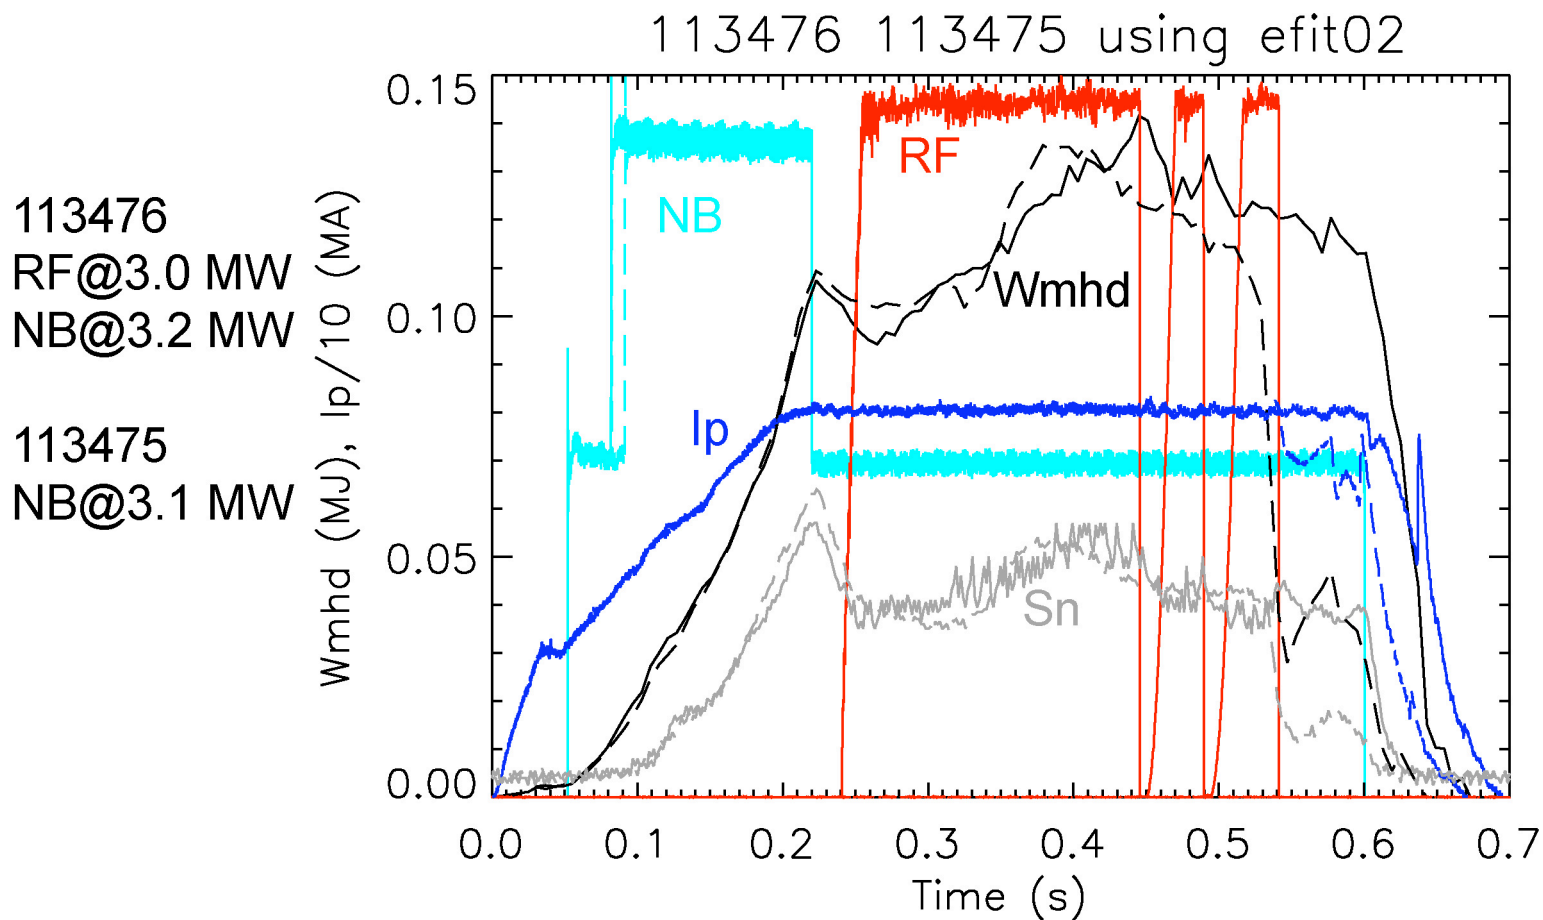 113476 113475 using efit02
113476
RF@3.0 MW
NB@3.2 MW
113475
NB@3.1 MW
Wmhd (MJ), Ip/10 (MA)
0.15
0.10
0.05
0.00
NB
RF
Wmhd
Ip
Sn
0.0 0.1 0.2 0.3 0.4 0.5 0.6 0.7
Time (s)